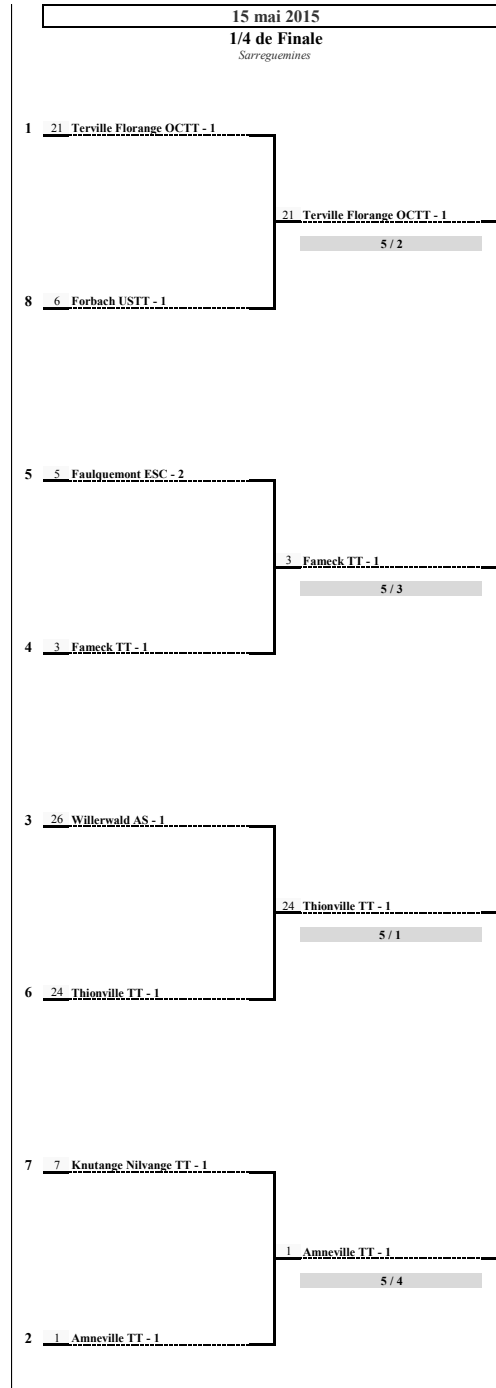 15 mai 2015
1/4 de Finale
Sarreguemines
1 21 Terville Florange OCTT - 1
21 Terville Florange OCTT - 1
5 / 2
8 6 Forbach USTT - 1
5 5 Faulquemont ESC - 2
3 Fameck TT - 1
5 / 3
4 3 Fameck TT - 1
3 26 Willerwald AS - 1
24 Thionville TT - 1
5 / 1
6 24 Thionville TT - 1
7 7 Knutange Nilvange TT - 1
1 Amneville TT - 1
5 / 4
2 1 Amneville TT - 1